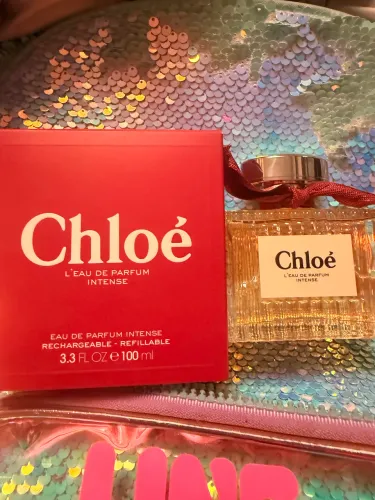 Chloé
L'EAU DE PARFUM
INTENSE
EAU DE PARFUM INTENSE
RECHARGEABLE - REFILLABLE
3.3 FL OZ ℮ 100 ml
Chloé
L'EAU DE PARFUM
INTENSE